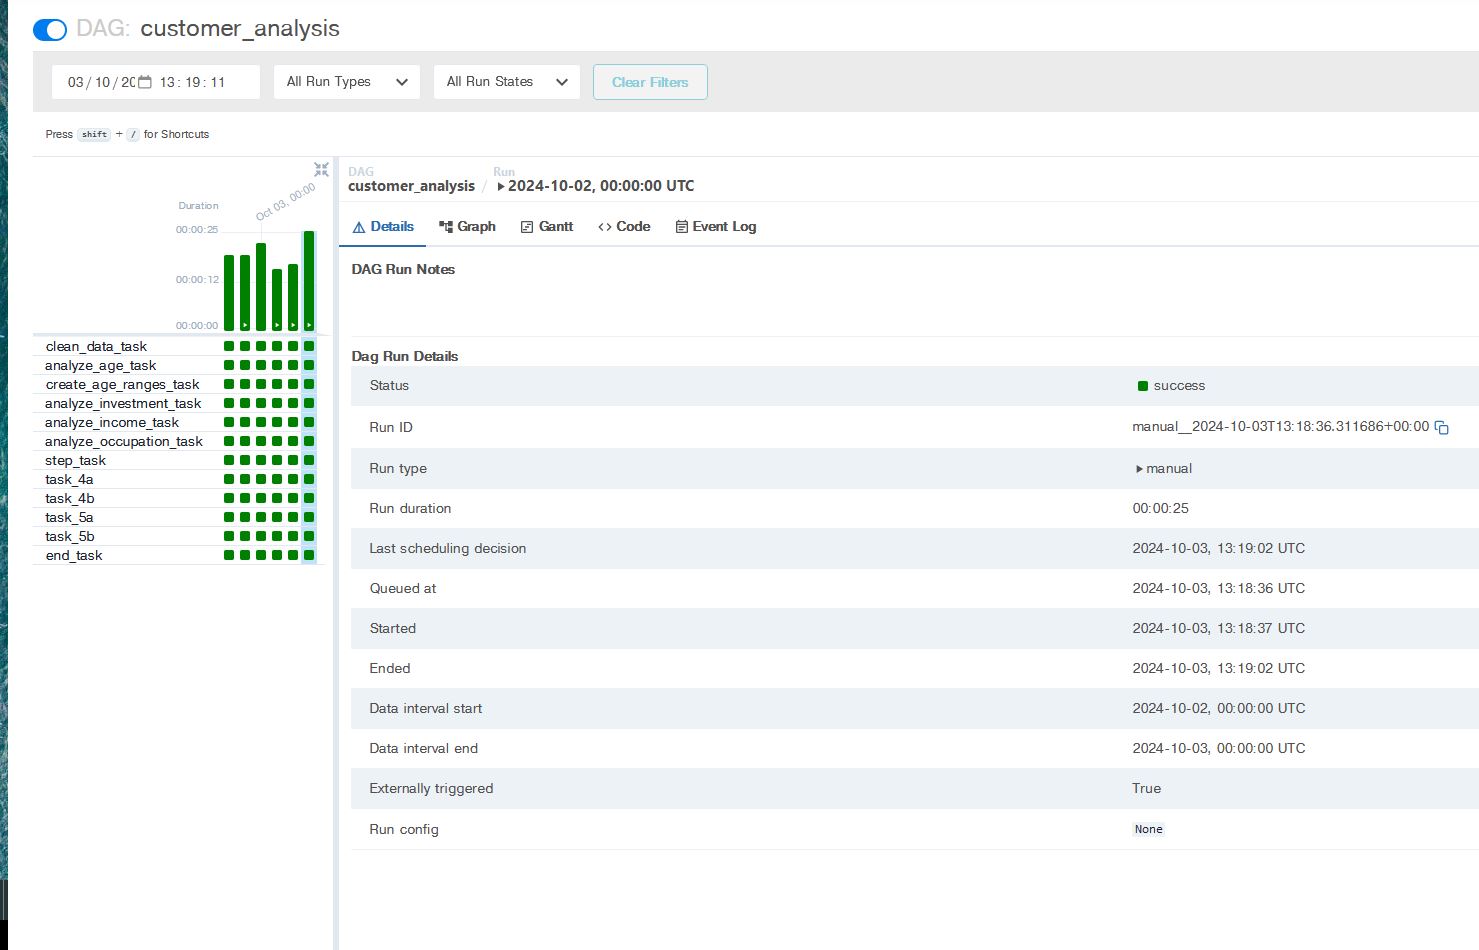 DAG: customer_analysis
03 / 10 / 20 13 : 19 : 11 All Run Types All Run States Clear Filters
Press shift + / for Shortcuts
DAG Run
customer_analysis / 2024-10-02, 00:00:00 UTC
Oct 03, 00:00
Duration
00:00:25
00:00:12
00:00:00
clean_data_task
analyze_age_task
create_age_ranges_task
analyze_investment_task
analyze_income_task
analyze_occupation_task
step_task
task_4a
task_4b
task_5a
task_5b
end_task
Details Graph Gantt <> Code Event Log
DAG Run Notes
Dag Run Details
Status success
Run ID manual__2024-10-03T13:18:36.311686+00:00
Run type manual
Run duration 00:00:25
Last scheduling decision 2024-10-03, 13:19:02 UTC
Queued at 2024-10-03, 13:18:36 UTC
Started 2024-10-03, 13:18:37 UTC
Ended 2024-10-03, 13:19:02 UTC
Data interval start 2024-10-02, 00:00:00 UTC
Data interval end 2024-10-03, 00:00:00 UTC
Externally triggered True
Run config None